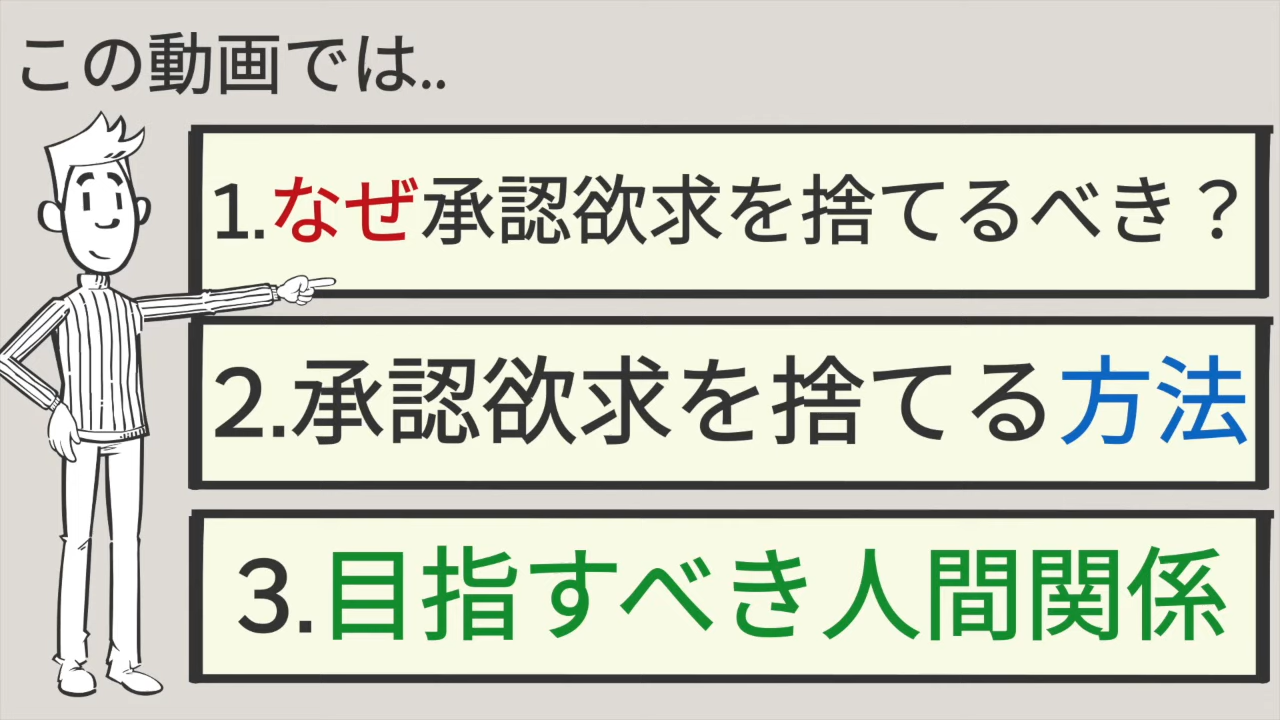 この動画では..
1.なぜ承認欲求を捨てるべき？
2.承認欲求を捨てる方法
3.目指すべき人間関係